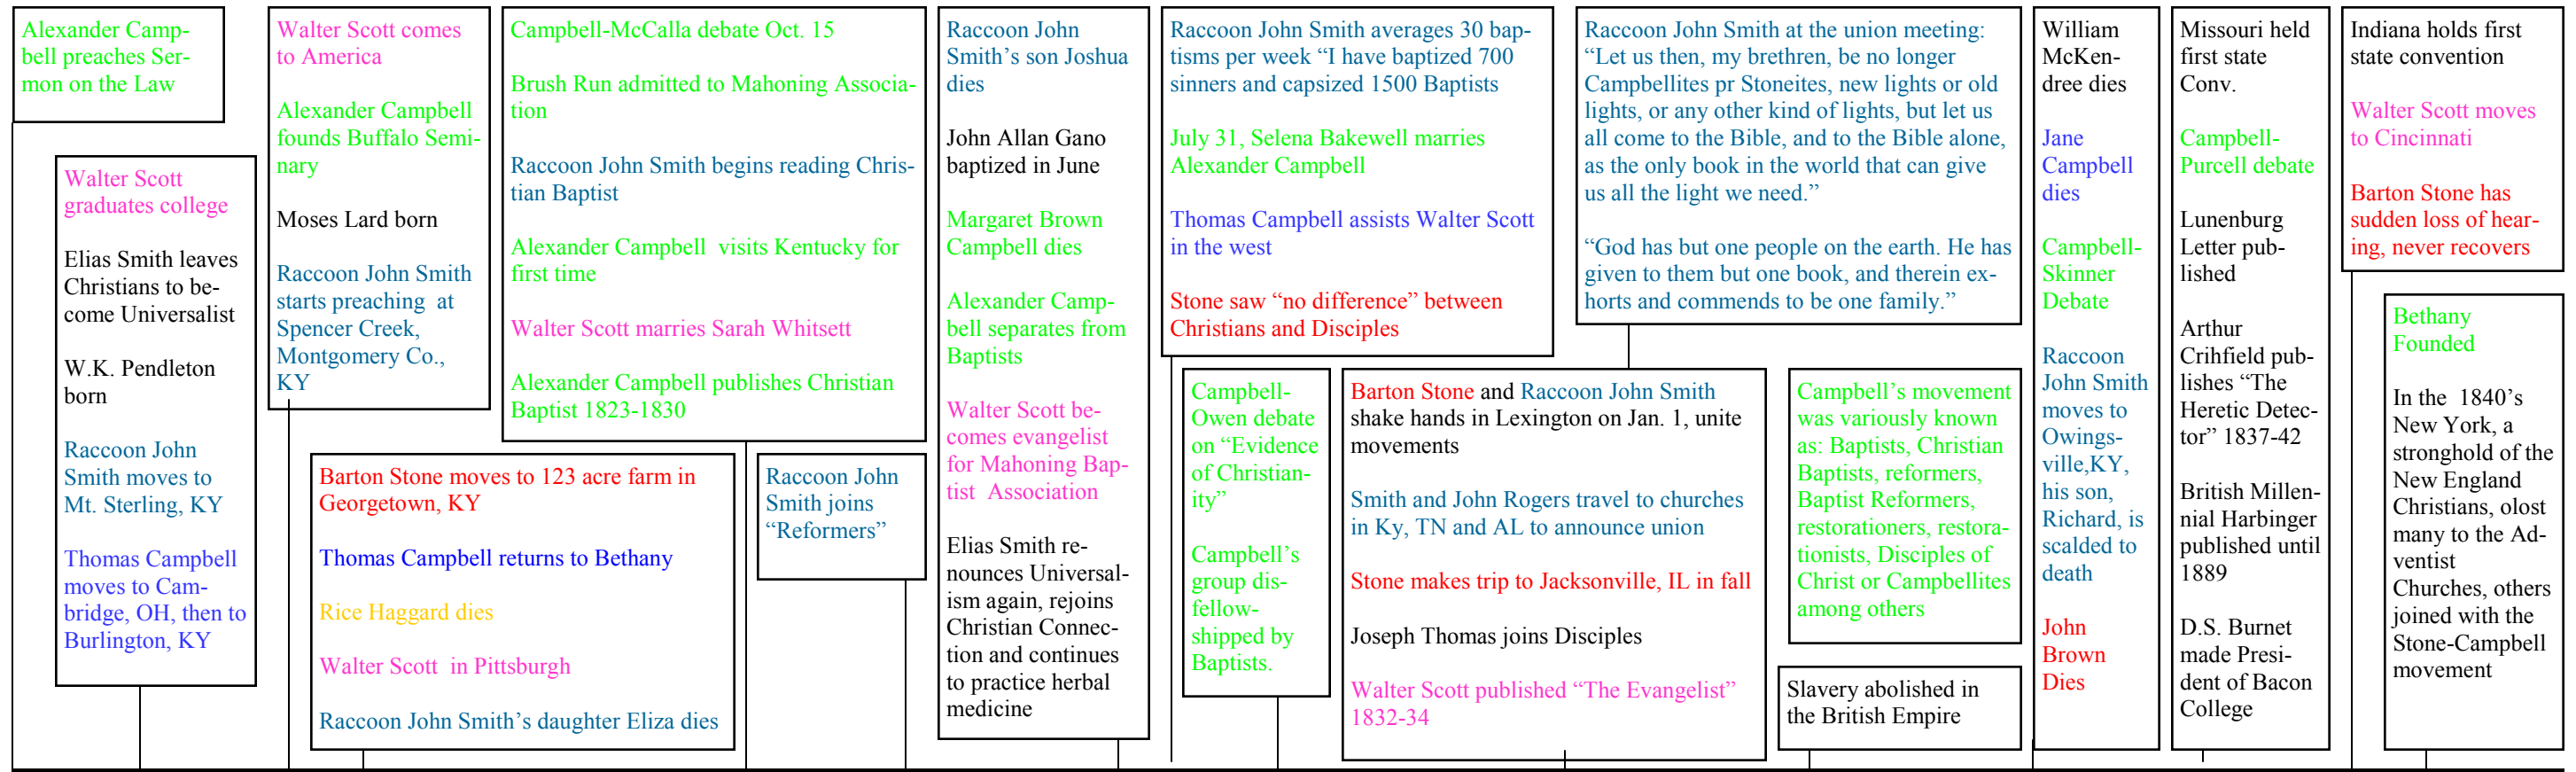 Alexander Camp-
bell preaches Ser-
mon on the Law
Walter Scott
graduates college
Elias Smith leaves
Christians to be-
come Universalist
W.K. Pendleton
born
Raccoon John
Smith moves to
Mt. Sterling, KY
Thomas Campbell
moves to Cam-
bridge, OH, then to
Burlington, KY
Walter Scott comes
to America
Alexander Campbell
founds Buffalo Semi-
nary
Moses Lard born
Raccoon John Smith
starts preaching at
Spencer Creek,
Montgomery Co.,
KY
Barton Stone moves to 123 acre farm in
Georgetown, KY
Thomas Campbell returns to Bethany
Rice Haggard dies
Walter Scott in Pittsburgh
Raccoon John Smith's daughter Eliza dies
Campbell-McCalla debate Oct. 15
Brush Run admitted to Mahoning Associa-
tion
Raccoon John Smith begins reading Chris-
tian Baptist
Alexander Campbell visits Kentucky for
first time
Walter Scott marries Sarah Whitsett
Alexander Campbell publishes Christian
Baptist 1823-1830
Raccoon John
Smith joins
“Reformers”
Raccoon John
Smith's son Joshua
dies
John Allan Gano
baptized in June
Margaret Brown
Campbell dies
Alexander Camp-
bell separates from
Baptists
Walter Scott be-
comes evangelist
for Mahoning Bap-
tist Association
Elias Smith re-
nounces Universal-
ism again, rejoins
Christian Connec-
tion and continues
to practice herbal
medicine
Raccoon John Smith averages 30 bap-
tisms per week “I have baptized 700
sinners and capsized 1500 Baptists
July 31, Selena Bakewell marries
Alexander Campbell
Thomas Campbell assists Walter Scott
in the west
Stone saw “no difference” between
Christians and Disciples
Campbell-
Owen debate
on “Evidence
of Christian-
ity”
Campbell's
group dis-
fellow-
shipped by
Baptists.
Raccoon John Smith at the union meeting:
“Let us then, my brethren, be no longer
Campbellites pr Stoneites, new lights or old
lights, or any other kind of lights, but let us
all come to the Bible, and to the Bible alone,
as the only book in the world that can give
us all the light we need.”
“God has but one people on the earth. He has
given to them but one book, and therein ex-
horts and commends to be one family.”
Barton Stone and Raccoon John Smith
shake hands in Lexington on Jan. 1, unite
movements
Smith and John Rogers travel to churches
in Ky, TN and AL to announce union
Stone makes trip to Jacksonville, IL in fall
Joseph Thomas joins Disciples
Walter Scott published “The Evangelist”
1832-34
Campbell's movement
was variously known
as: Baptists, Christian
Baptists, reformers,
Baptist Reformers,
restorationers, restora-
tionists, Disciples of
Christ or Campbellites
among others
Slavery abolished in
the British Empire
William
McKen-
dree dies
Jane
Campbell
dies
Campbell-
Skinner
Debate
Raccoon
John Smith
moves to
Owings-
ville,KY,
his son,
Richard, is
scalded to
death
John
Brown
Dies
Missouri held
first state
Conv.
Campbell-
Purcell debate
Lunenburg
Letter pub-
lished
Arthur
Crihfield pub-
lishes “The
Heretic Detec-
tor” 1837-42
British Millen-
nial Harbinger
published until
1889
D.S. Burnet
made Presi-
dent of Bacon
College
Indiana holds first
state convention
Walter Scott moves
to Cincinnati
Barton Stone has
sudden loss of hear-
ing, never recovers
Bethany
Founded
In the 1840's
New York, a
stronghold of the
New England
Christians, olost
many to the Ad-
ventist
Churches, others
joined with the
Stone-Campbell
movement